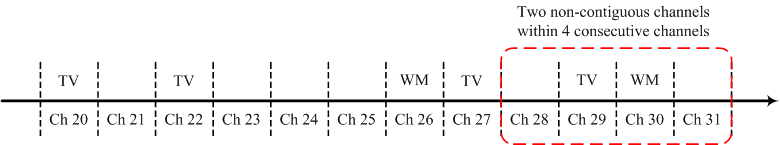 Two non-contiguous channels
within 4 consecutive channels
TV TV WM TV TV WM
Ch 20 Ch 21 Ch 22 Ch 23 Ch 24 Ch 25 Ch 26 Ch 27 Ch 28 Ch 29 Ch 30 Ch 31